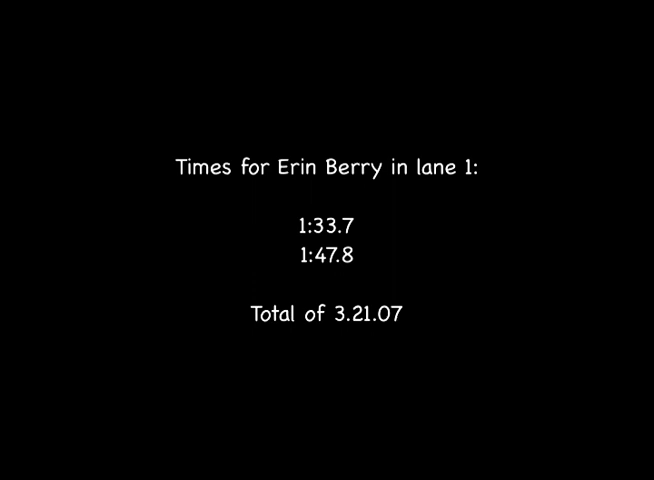 Times for Erin Berry in lane 1:
1:33.7
1:47.8
Total of 3.21.07